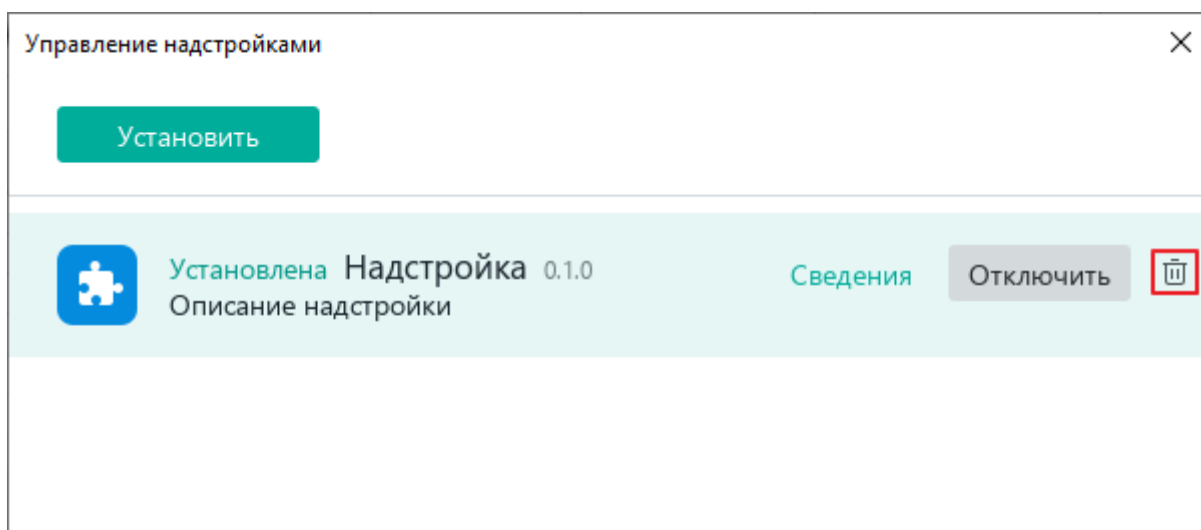 Управление надстройками
Установить
Установлена Надстройка 0.1.0 Сведения Отключить
Описание надстройки